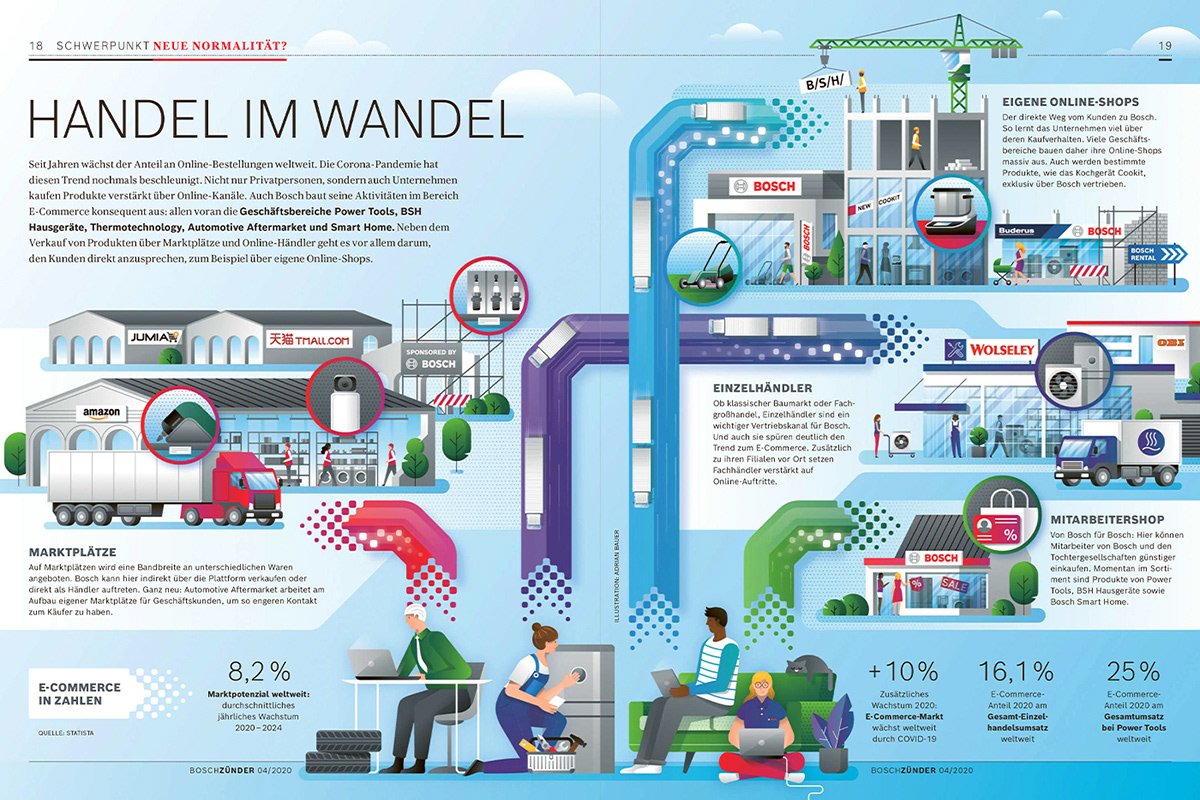 18 SCHWERPUNKT NEUE NORMALITÄT?
19
HANDEL IM WANDEL
Seit Jahren wächst der Anteil an Online-Bestellungen weltweit. Die Corona-Pandemie hat
diesen Trend nochmals beschleunigt. Nicht nur Privatpersonen, sondern auch Unternehmen
kaufen Produkte verstärkt über Online-Kanäle. Auch Bosch baut seine Aktivitäten im Bereich
E-Commerce konsequent aus: allen voran die Geschäftsbereiche Power Tools, BSH
Hausgeräte, Thermotechnology, Automotive Aftermarket und Smart Home. Neben dem
Verkauf von Produkten über Marktplätze und Online-Händler geht es vor allem darum,
den Kunden direkt anzusprechen, zum Beispiel über eigene Online-Shops.
B/S/H/
BOSCH
NEW COOKIT
BOSCH
Buderus
BOSCH
BOSCH
RENTAL
EIGENE ONLINE-SHOPS
Der direkte Weg vom Kunden zu Bosch.
So lernt das Unternehmen viel über
deren Kaufverhalten. Viele Geschäfts-
bereiche bauen daher ihre Online-Shops
massiv aus. Auch werden bestimmte
Produkte, wie das Kochgerät Cookit,
exklusiv über Bosch vertrieben.
JUMIA
天猫 TMALL.COM
SPONSORED BY
BOSCH
amazon
WOLSELEY
OBI
EINZELHÄNDLER
Ob klassischer Baumarkt oder Fach-
großhandel, Einzelhändler sind ein
wichtiger Vertriebskanal für Bosch.
Und auch sie spüren deutlich den
Trend zum E-Commerce. Zusätzlich
zu ihren Filialen vor Ort setzen
Fachhändler verstärkt auf
Online-Auftritte.
MARKTPLÄTZE
Auf Marktplätzen wird eine Bandbreite an unterschiedlichen Waren
angeboten. Bosch kann hier indirekt über die Plattform verkaufen oder
direkt als Händler auftreten. Ganz neu: Automotive Aftermarket arbeitet am
Aufbau eigener Marktplätze für Geschäftskunden, um so engeren Kontakt
zum Käufer zu haben.
ILLUSTRATION: ADRIAN BAUER
%
BOSCH
%
SALE
MITARBEITERSHOP
Von Bosch für Bosch: Hier können
Mitarbeiter von Bosch und den
Tochtergesellschaften günstiger
einkaufen. Momentan im Sorti-
ment sind Produkte von Power
Tools, BSH Hausgeräte sowie
Bosch Smart Home.
E-COMMERCE
IN ZAHLEN
QUELLE: STATISTA
8,2 %
Marktpotenzial weltweit:
durchschnittliches
jährliches Wachstum
2020–2024
+10 %
Zusätzliches
Wachstum 2020:
E-Commerce-Markt
wächst weltweit
durch COVID-19
16,1 %
E-Commerce-
Anteil 2020 am
Gesamt-Einzel-
handelsumsatz
weltweit
25 %
E-Commerce-
Anteil 2020 am
Gesamtumsatz
bei Power Tools
weltweit
BOSCHZÜNDER 04/2020
BOSCHZÜNDER 04/2020